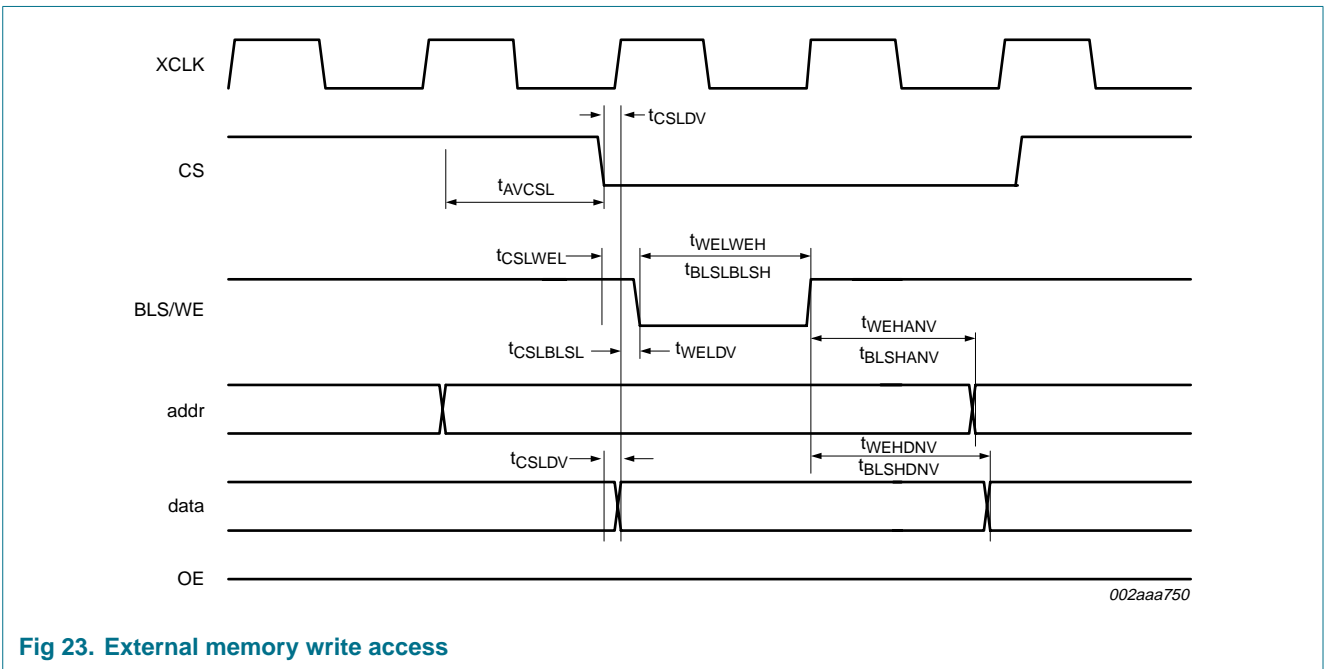 XCLK
tCSLDV
CS
tAVCSL
tCSLWEL
tWELWEH
tBLSLBLSH
BLS/WE
tWEHANV
tCSLBLSL
tWELDV
tBLSHANV
addr
tWEHDNV
tCSLDV
tBLSHDNV
data
OE
002aaa750
Fig 23. External memory write access